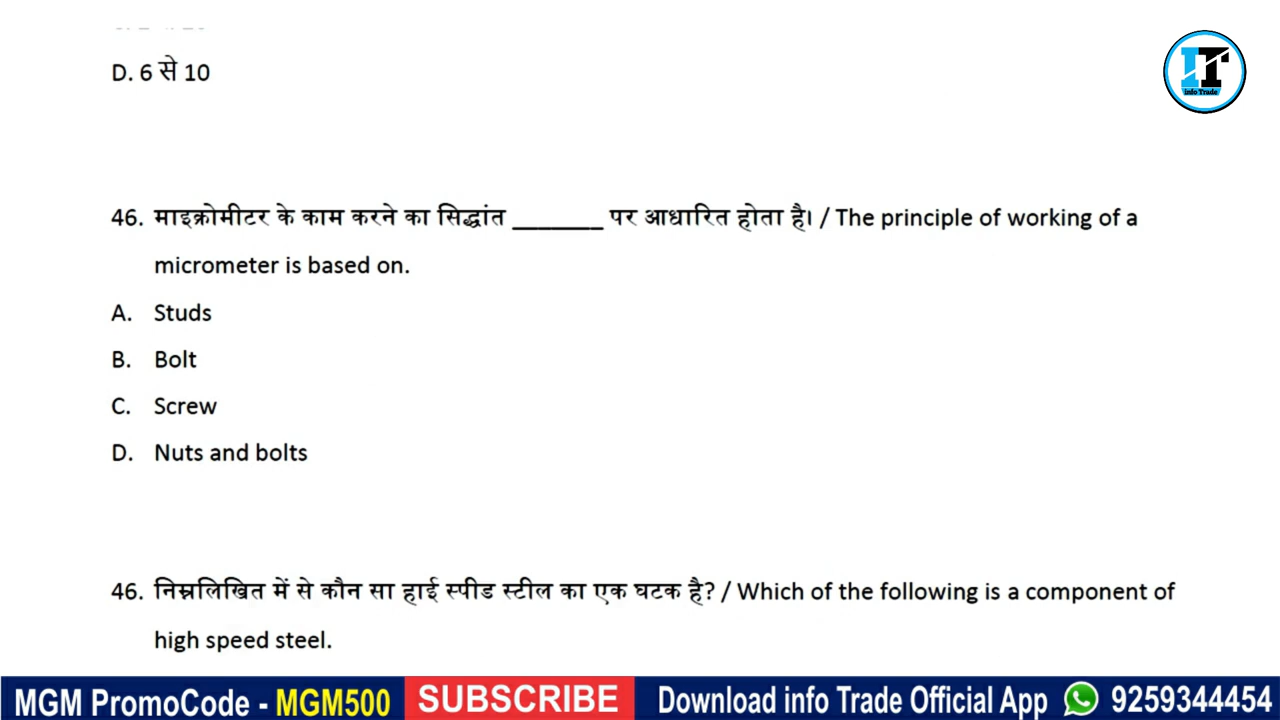 D. 6 से 10
IT
info Trade
46. माइक्रोमीटर के काम करने का सिद्धांत _______ पर आधारित होता है। / The principle of working of a
micrometer is based on.
A. Studs
B. Bolt
C. Screw
D. Nuts and bolts
46. निम्नलिखित में से कौन सा हाई स्पीड स्टील का एक घटक है? / Which of the following is a component of
high speed steel.
MGM PromoCode - MGM500 SUBSCRIBE Download info Trade Official App 9259344454